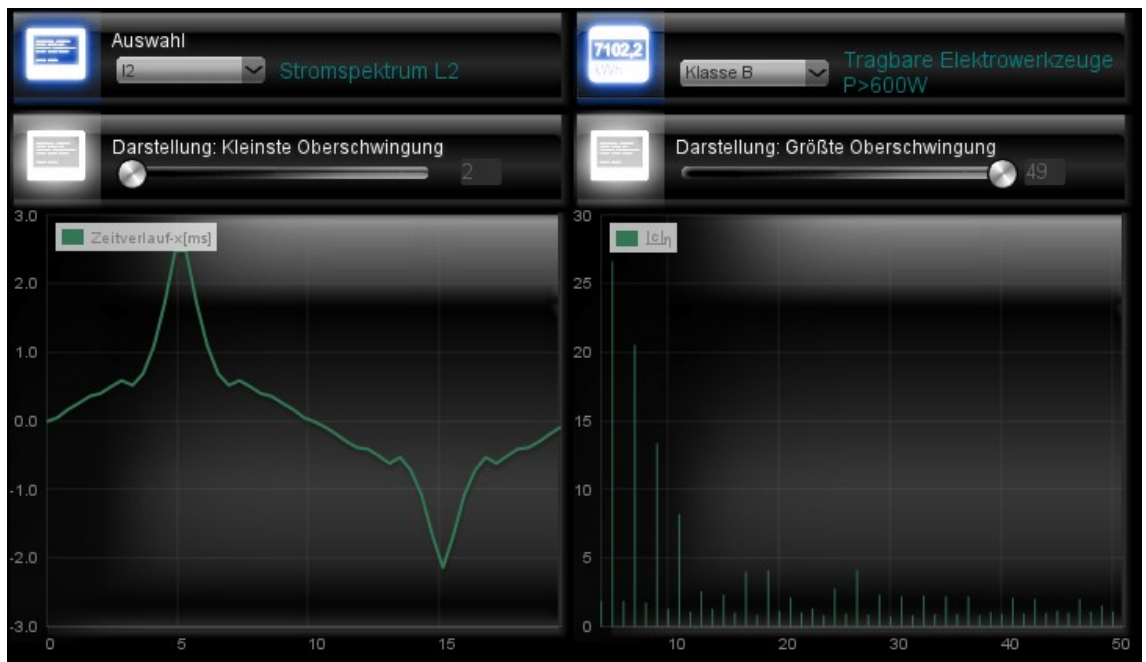 Auswahl
I2
Stromspektrum L2
7102,2
kWh
Klasse B
Tragbare Elektrowerkzeuge
P>600W
Darstellung: Kleinste Oberschwingung
2
Darstellung: Größte Oberschwingung
49
3.0
2.0
1.0
0.0
-1.0
-2.0
-3.0
Zeitverlauf-x[ms]
0
5
10
15
30
25
20
15
10
5
0
|c|η
10
20
30
40
50